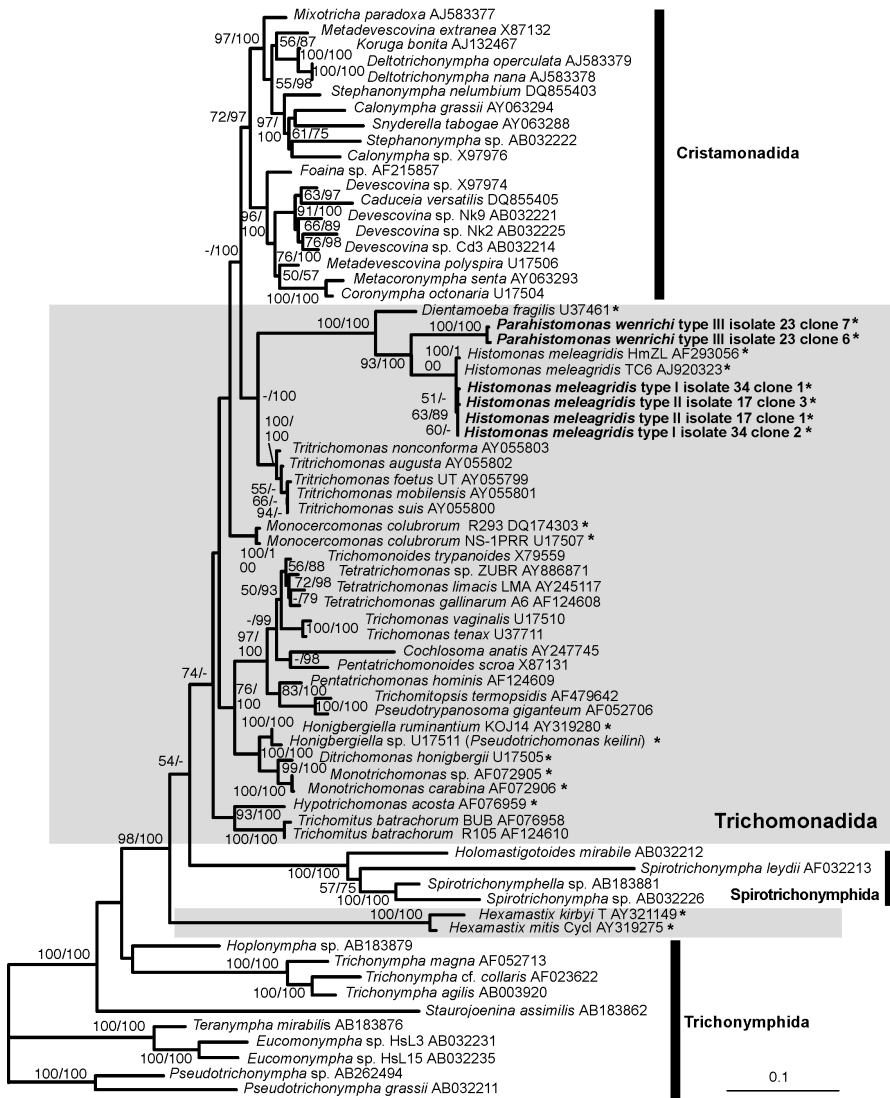 Mixotricha paradoxa AJ583377
97/100
Metadevescovina extranea X87132
56/87
Koruga bonita AJ132467
100/100
Deltotrichonympha operculata AJ583379
100/100
Deltotrichonympha nana AJ583378
55/98
Stephanonympha nelumbium DQ855403
Calonympha grassii AY063294
72/97
97/
100
Snyderella tabogae AY063288
61/75
Stephanonympha sp. AB032222
Calonympha sp. X97976
Cristamonadida
Foaina sp. AF215857
Devescovina sp. X97974
63/97
Caduceia versatilis DQ855405
91/100
Devescovina sp. Nk9 AB032221
96/
100
66/89
Devescovina sp. Nk2 AB032225
76/98
Devescovina sp. Cd3 AB032214
-/100
76/100
Metadevescovina polyspira U17506
50/57
Metacoronympha senta AY063293
100/100
Coronympha octonaria U17504
Dientamoeba fragilis U37461*
100/100
100/100
Parahistomonas wenrichi type III isolate 23 clone 7*
Parahistomonas wenrichi type III isolate 23 clone 6*
93/100
100/1
00
Histomonas meleagridis HmZL AF293056*
Histomonas meleagridis TC6 AJ920323*
Histomonas meleagridis type I isolate 34 clone 1*
-/100
51/-
Histomonas meleagridis type II isolate 17 clone 3*
63/89
Histomonas meleagridis type II isolate 17 clone 1*
60/-
Histomonas meleagridis type I isolate 34 clone 2*
100/
100
Tritrichomonas nonconforma AY055803
Tritrichomonas augusta AY055802
Tritrichomonas foetus UT AY055799
55/-
Tritrichomonas mobilensis AY055801
66/-
Tritrichomonas suis AY055800
94/-
Monocercomonas colubrorum R293 DQ174303*
Monocercomonas colubrorum NS-1PRR U17507*
100/1
00
Trichomonoides trypanoides X79559
56/88
Tetratrichomonas sp. ZUBR AY886871
50/93
72/98
Tetratrichomonas limacis LMA AY245117
-/79
Tetratrichomonas gallinarum A6 AF124608
-/99
Trichomonas vaginalis U17510
100/100
Trichomonas tenax U37711
97/
100
Cochlosoma anatis AY247745
-/98
Pentatrichomonoides scroa X87131
74/-
Pentatrichomonas hominis AF124609
76/
100
83/100
Trichomitopsis termopsidis AF479642
100/100
Pseudotrypanosoma giganteum AF052706
100/100
Honigbergiella ruminantium KOJ14 AY319280*
Honigbergiella sp. U17511 (Pseudotrichomonas keilini) *
100/100
Ditrichomonas honigbergii U17505*
54/-
99/100
Monotrichomonas sp. AF072905*
100/100
Monotrichomonas carabina AF072906*
Hypotrichomonas acosta AF076959*
93/100
Trichomitus batrachorum BUB AF076958
Trichomonadida
100/100
Trichomitus batrachorum R105 AF124610
98/100
Holomastigotoides mirabile AB032212
100/100
Spirotrichonympha leydii AF032213
57/75
Spirotrichonymphella sp. AB183881
100/100
Spirotrichonympha sp. AB032226
Spirotrichonymphida
100/100
Hexamastix kirbyi T AY321149*
Hexamastix mitis Cycl AY319275*
Hoplonympha sp. AB183879
100/100
100/100
Trichonympha magna AF052713
Trichonympha cf. collaris AF023622
100/100
Trichonympha agilis AB003920
Staurojoenina assimilis AB183862
Trichonymphida
100/100
Teranympha mirabilis AB183876
Eucomonympha sp. HsL3 AB032231
100/100
Eucomonympha sp. HsL15 AB032235
100/100
Pseudotrichonympha sp. AB262494
Pseudotrichonympha grassii AB032211
0.1